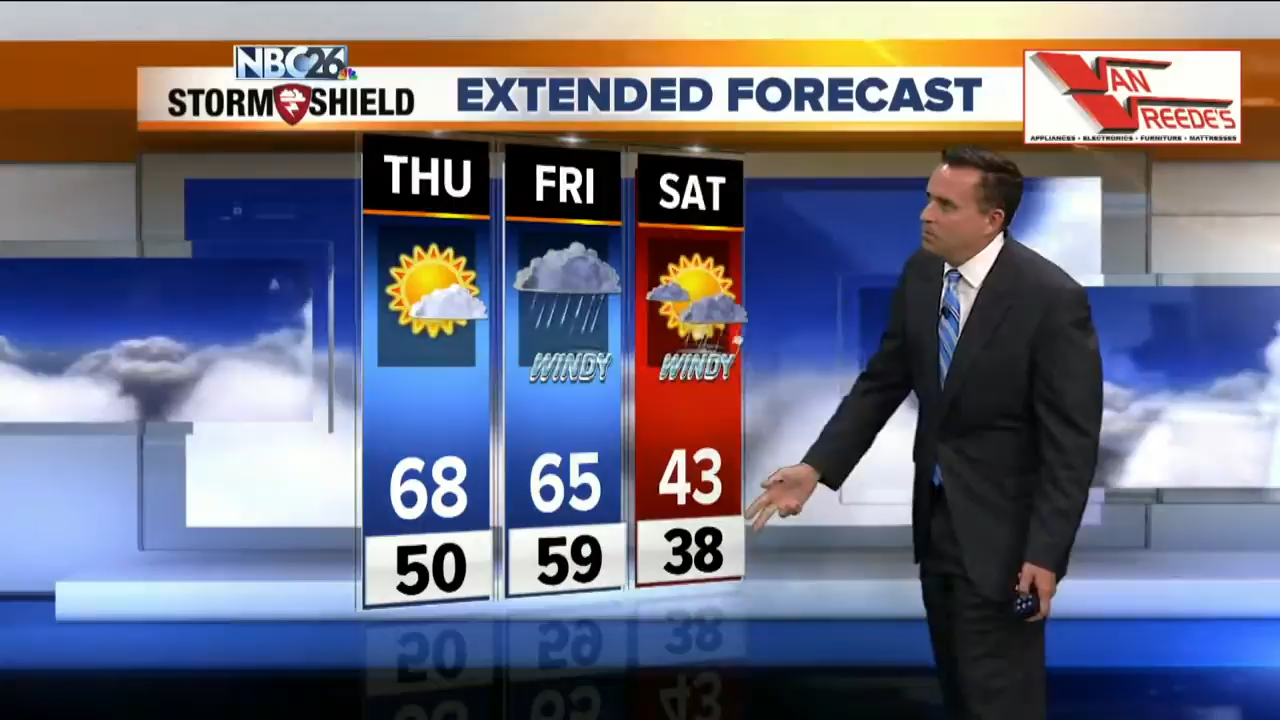 NBC26
STORM SHIELD
EXTENDED FORECAST
VAN
VREEDE'S
APPLIANCES • ELECTRONICS • FURNITURE • MATTRESSES
THU
FRI
SAT
WINDY
WINDY
68
65
43
50
59
38